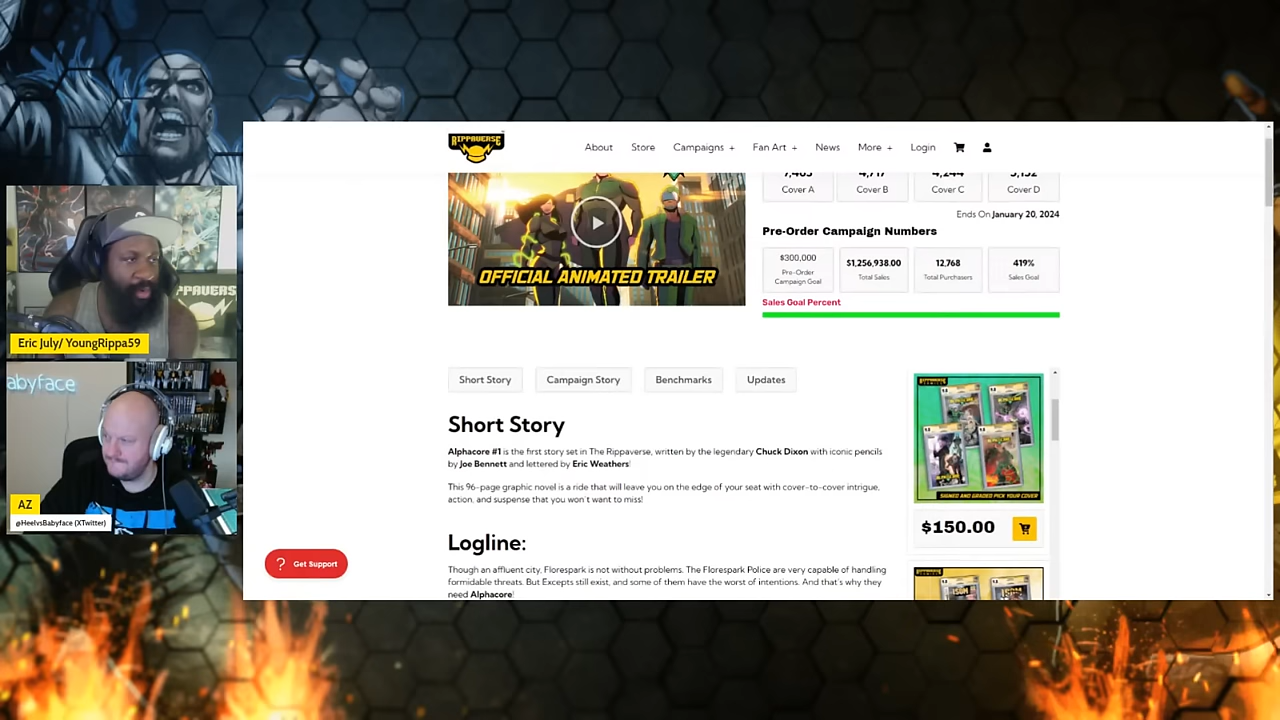 RIPPAVERSE
About
Store
Campaigns +
Fan Art +
News
More +
Login
OFFICIAL ANIMATED TRAILER
Cover A
Cover B
Cover C
Cover D
Ends On January 20, 2024
Pre-Order Campaign Numbers
$300,000
Pre-Order
Campaign Goal
$1,256,938.00
Total Sales
12,768
Total Purchasers
419%
Sales Goal
Sales Goal Percent
Short Story
Campaign Story
Benchmarks
Updates
Short Story
Alphacore #1 is the first story set in The Rippaverse, written by the legendary Chuck Dixon with iconic pencils
by Joe Bennett and lettered by Eric Weathers!
This 96-page graphic novel is a ride that will leave you on the edge of your seat with cover-to-cover intrigue,
action, and suspense that you won't want to miss!
Logline:
Though an affluent city, Florespark is not without problems. The Florespark Police are very capable of handling
formidable threats. But Excepts still exist, and some of them have the worst of intentions. And that's why they
need Alphacore!
SIGNED AND GRADED PICK YOUR COVER
$150.00
? Get Support
Eric July/ YoungRippa59
abyface
AZ
@HeelvsBabyface (XTwitter)